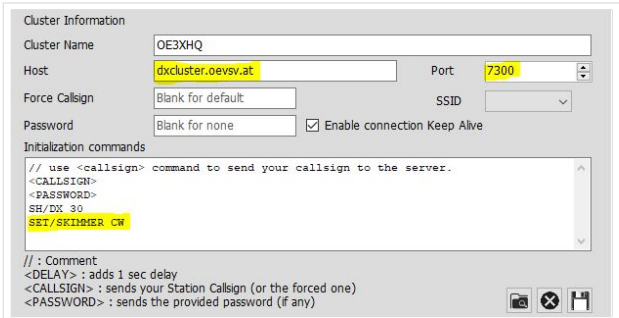 Cluster Information
Cluster Name OE3XHQ
Host dxcluster.oevsv.at Port 7300
Force Callsign Blank for default SSID
Password Blank for none Enable connection Keep Alive
Initialization commands
// use <callsign> command to send your callsign to the server.
<CALLSIGN>
<PASSWORD>
SH/DX 30
SET/SKIMMER CW
// : Comment
<DELAY> : adds 1 sec delay
<CALLSIGN> : sends your Station Callsign (or the forced one)
<PASSWORD> : sends the provided password (if any)